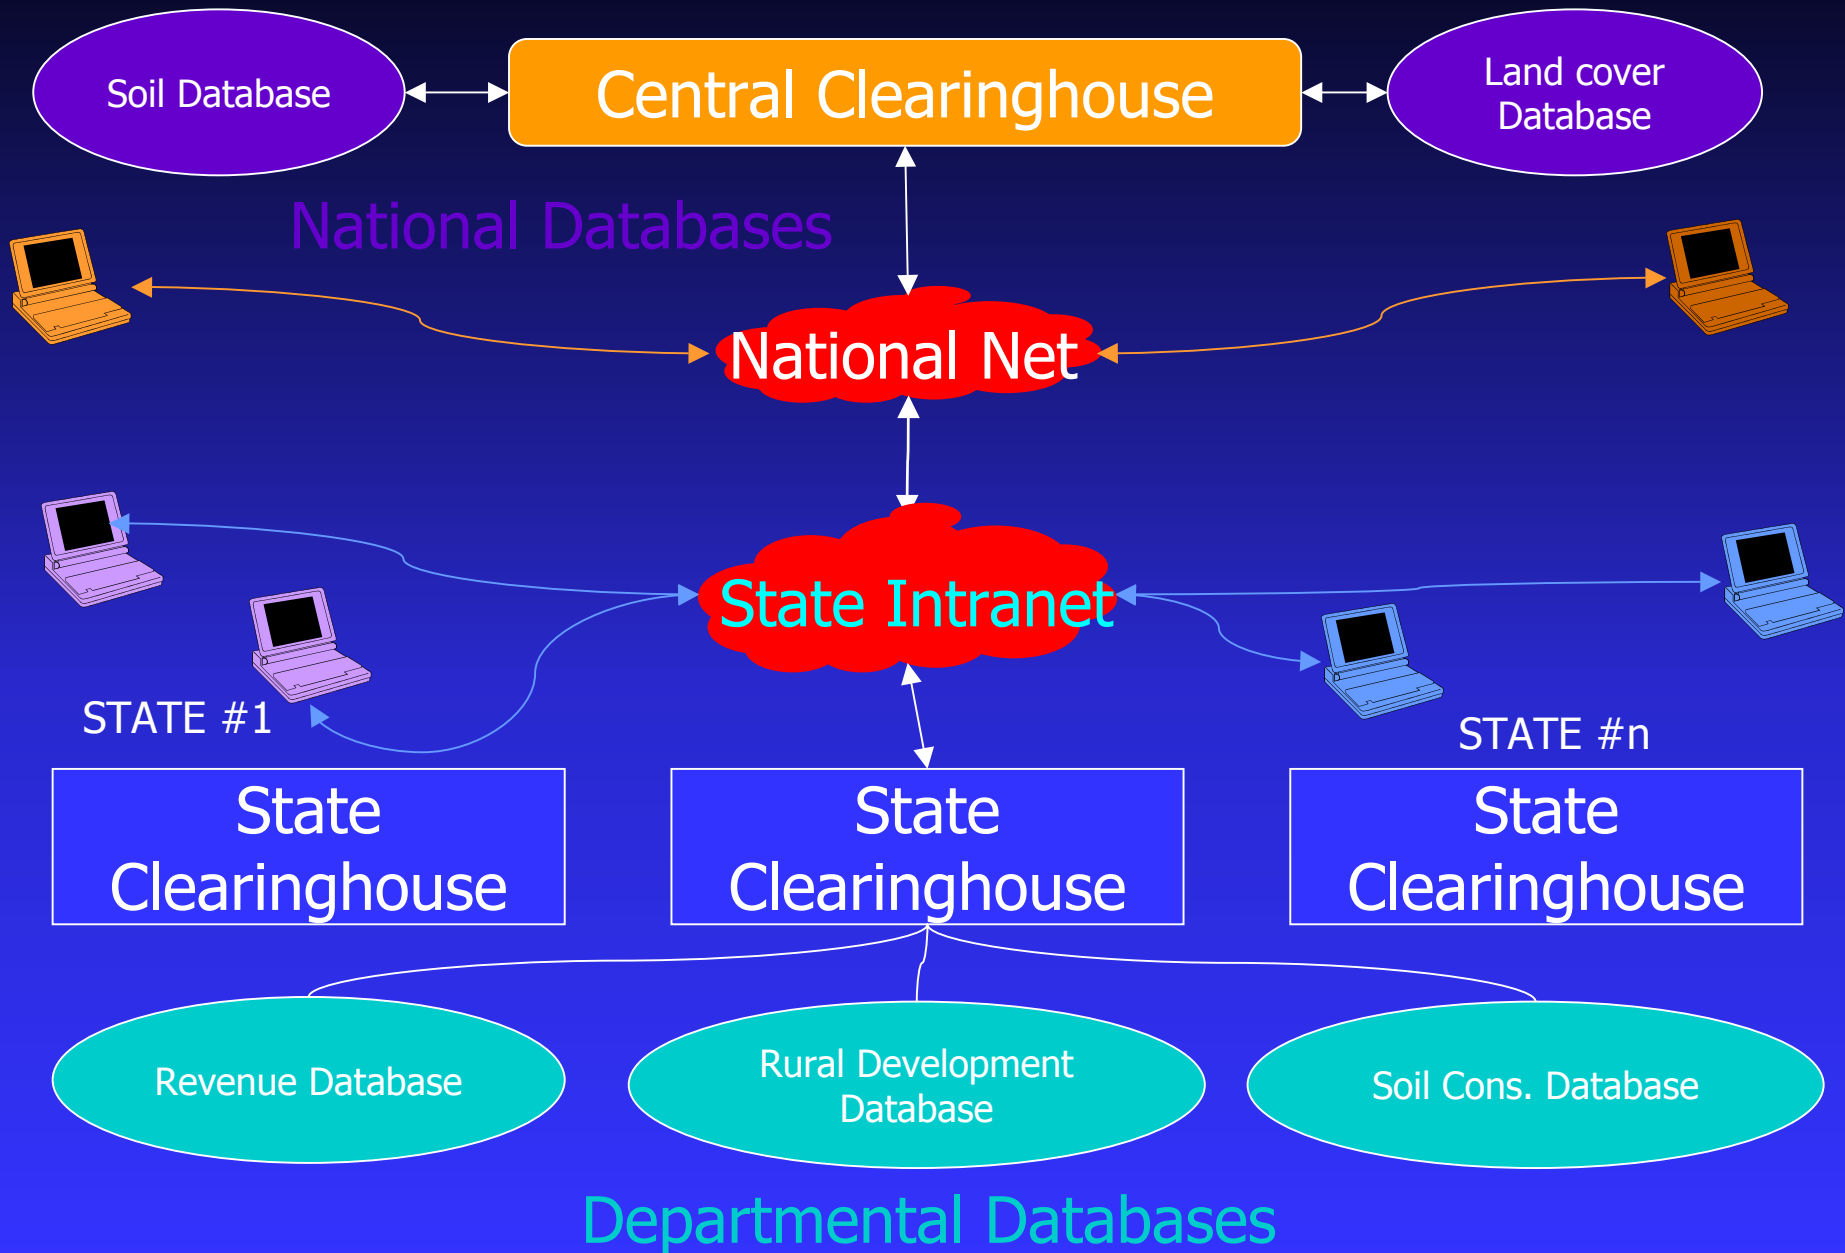 Soil Database
Central Clearinghouse
Land cover
Database
National Databases
National Net
State Intranet
STATE #1
STATE #n
State
Clearinghouse
State
Clearinghouse
State
Clearinghouse
Revenue Database
Rural Development
Database
Soil Cons. Database
Departmental Databases